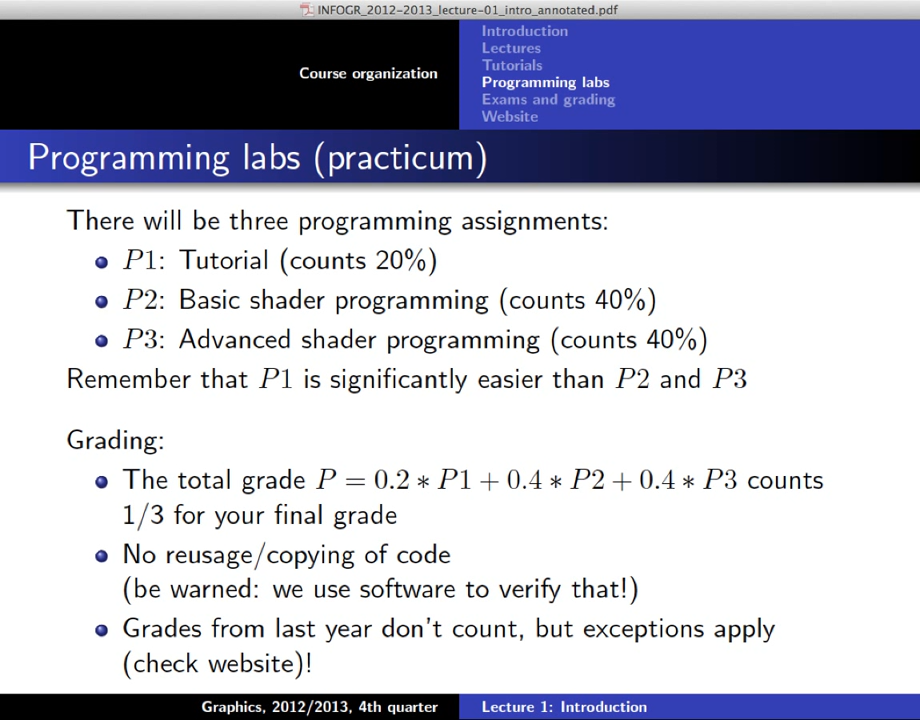 INFOGR_2012-2013_lecture-01_intro_annotated.pdf
Course organization
Introduction
Lectures
Tutorials
Programming labs
Exams and grading
Website
Programming labs (practicum)
There will be three programming assignments:
P1: Tutorial (counts 20%)
P2: Basic shader programming (counts 40%)
P3: Advanced shader programming (counts 40%)
Remember that P1 is significantly easier than P2 and P3
Grading:
The total grade P = 0.2 ∗ P1 + 0.4 ∗ P2 + 0.4 ∗ P3 counts
1/3 for your final grade
No reusage/copying of code
(be warned: we use software to verify that!)
Grades from last year don't count, but exceptions apply
(check website)!
Graphics, 2012/2013, 4th quarter
Lecture 1: Introduction